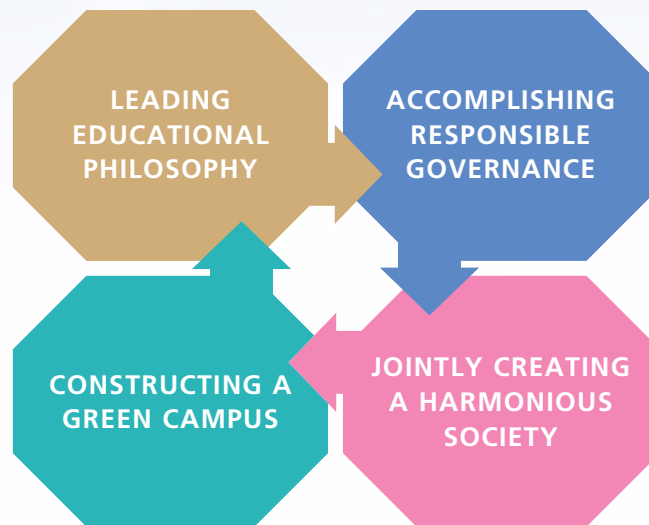 LEADING
EDUCATIONAL
PHILOSOPHY
ACCOMPLISHING
RESPONSIBLE
GOVERNANCE
CONSTRUCTING A
GREEN CAMPUS
JOINTLY CREATING
A HARMONIOUS
SOCIETY